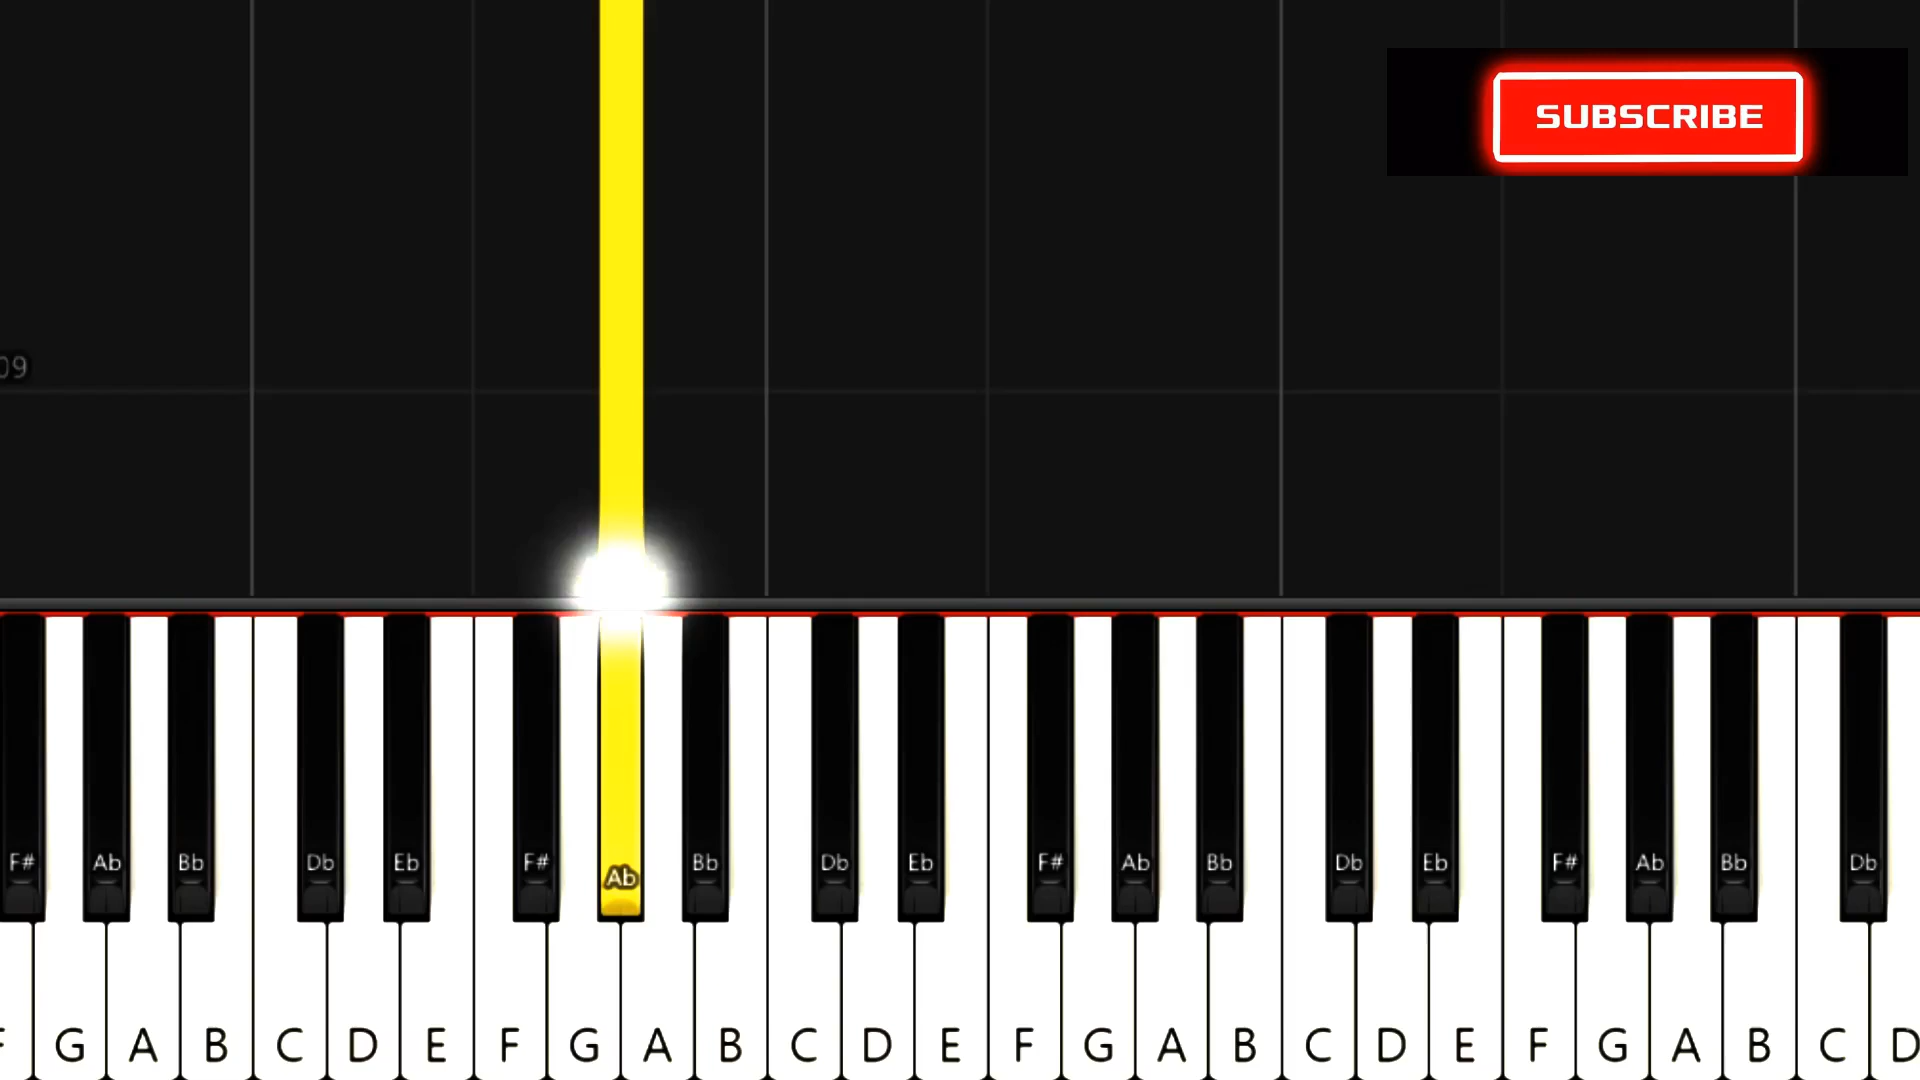 SUBSCRIBE
09
F# Ab Bb Db Eb F# Ab Bb Db Eb F# Ab Bb Db Eb F# Ab Bb Db
F G A B C D E F G A B C D E F G A B C D E F G A B C D